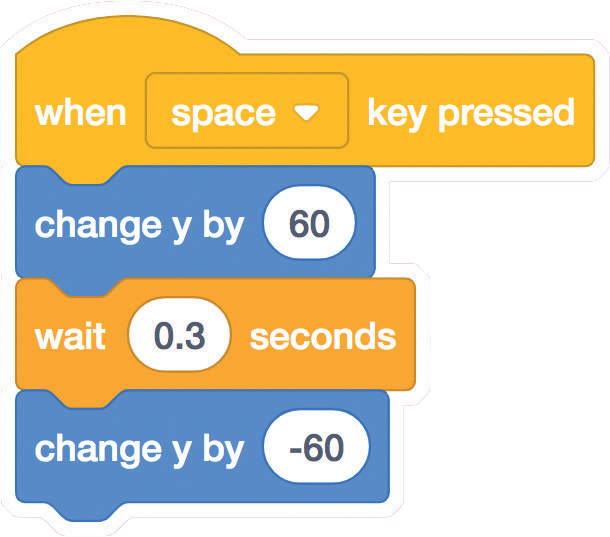 when space key pressed
change y by 60
wait 0.3 seconds
change y by -60